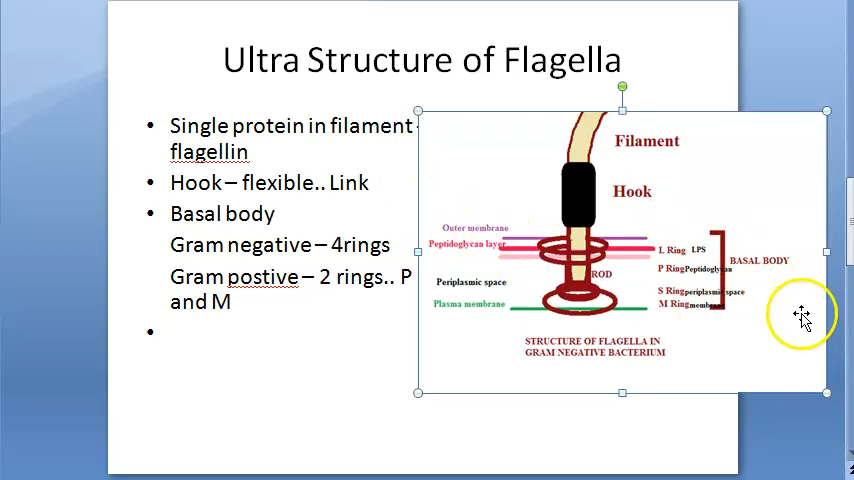 Ultra Structure of Flagella
• Single protein in filament -
flagellin
• Hook – flexible.. Link
• Basal body
Gram negative – 4rings
Gram postive – 2 rings.. P
and M
•
Filament
Hook
Outer membrane
Peptidoglycan layer
Periplasmic space
Plasma membrane
ROD
L Ring LPS
P Ring Peptidoglycan
S Ring periplasmic space
M Ring membrane
BASAL BODY
STRUCTURE OF FLAGELLA IN
GRAM NEGATIVE BACTERIUM